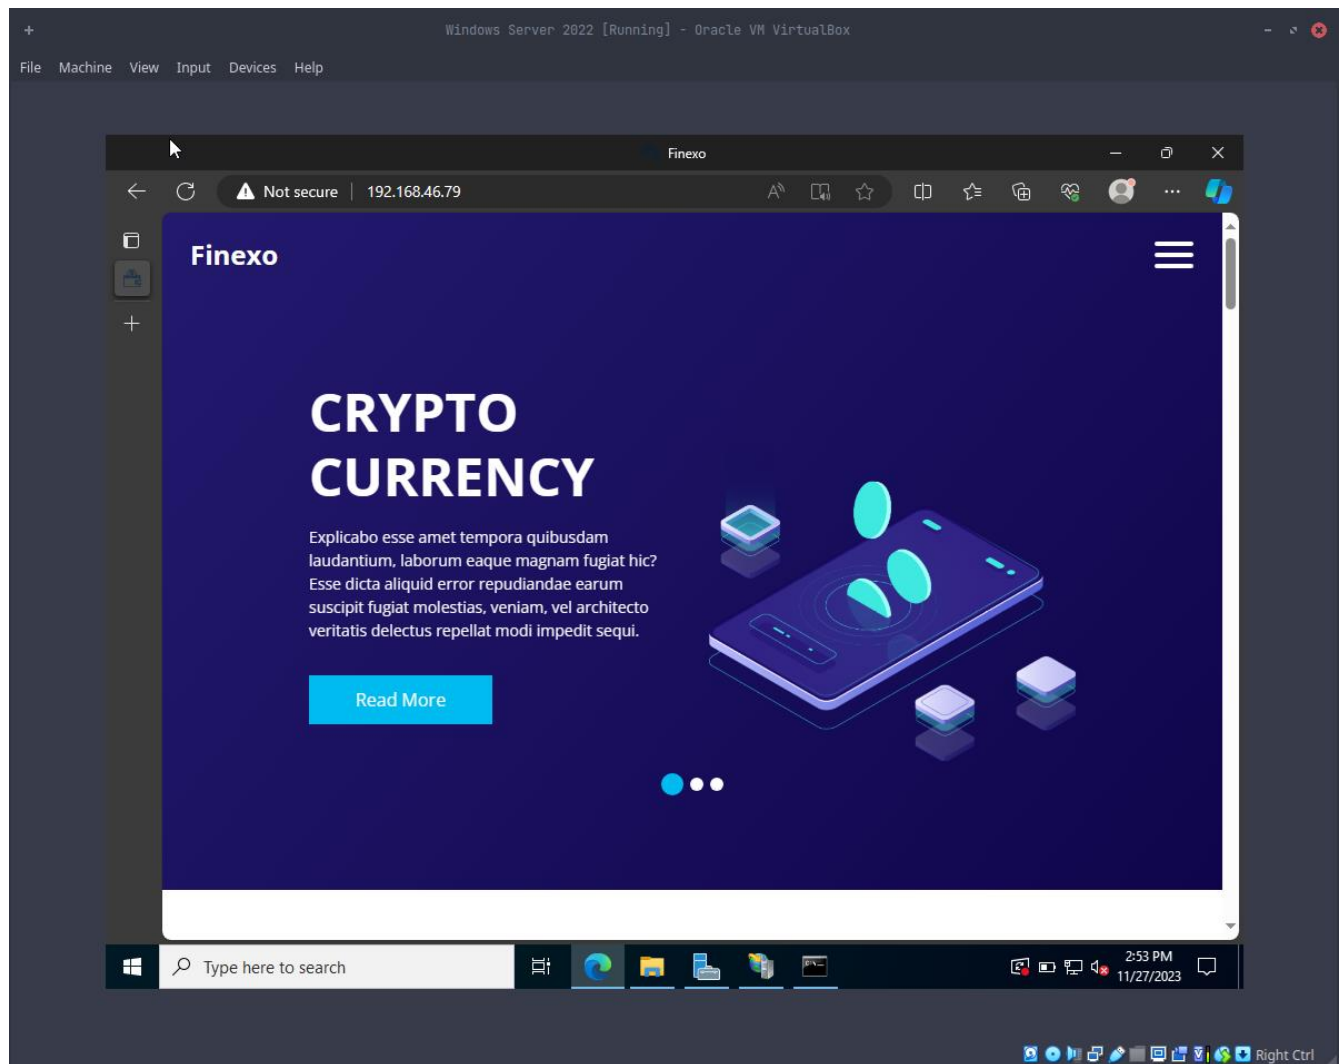 Windows Server 2022 [Running] - Oracle VM VirtualBox
File Machine View Input Devices Help
Finexo
Not secure 192.168.46.79
Finexo
CRYPTO
CURRENCY
Explicabo esse amet tempora quibusdam
laudantium, laborum eaque magnam fugiat hic?
Esse dicta aliquid error repudiandae earum
suscipit fugiat molestias, veniam, vel architecto
veritatis delectus repellat modi impedit sequi.
Read More
Type here to search
2:53 PM
11/27/2023
Right Ctrl